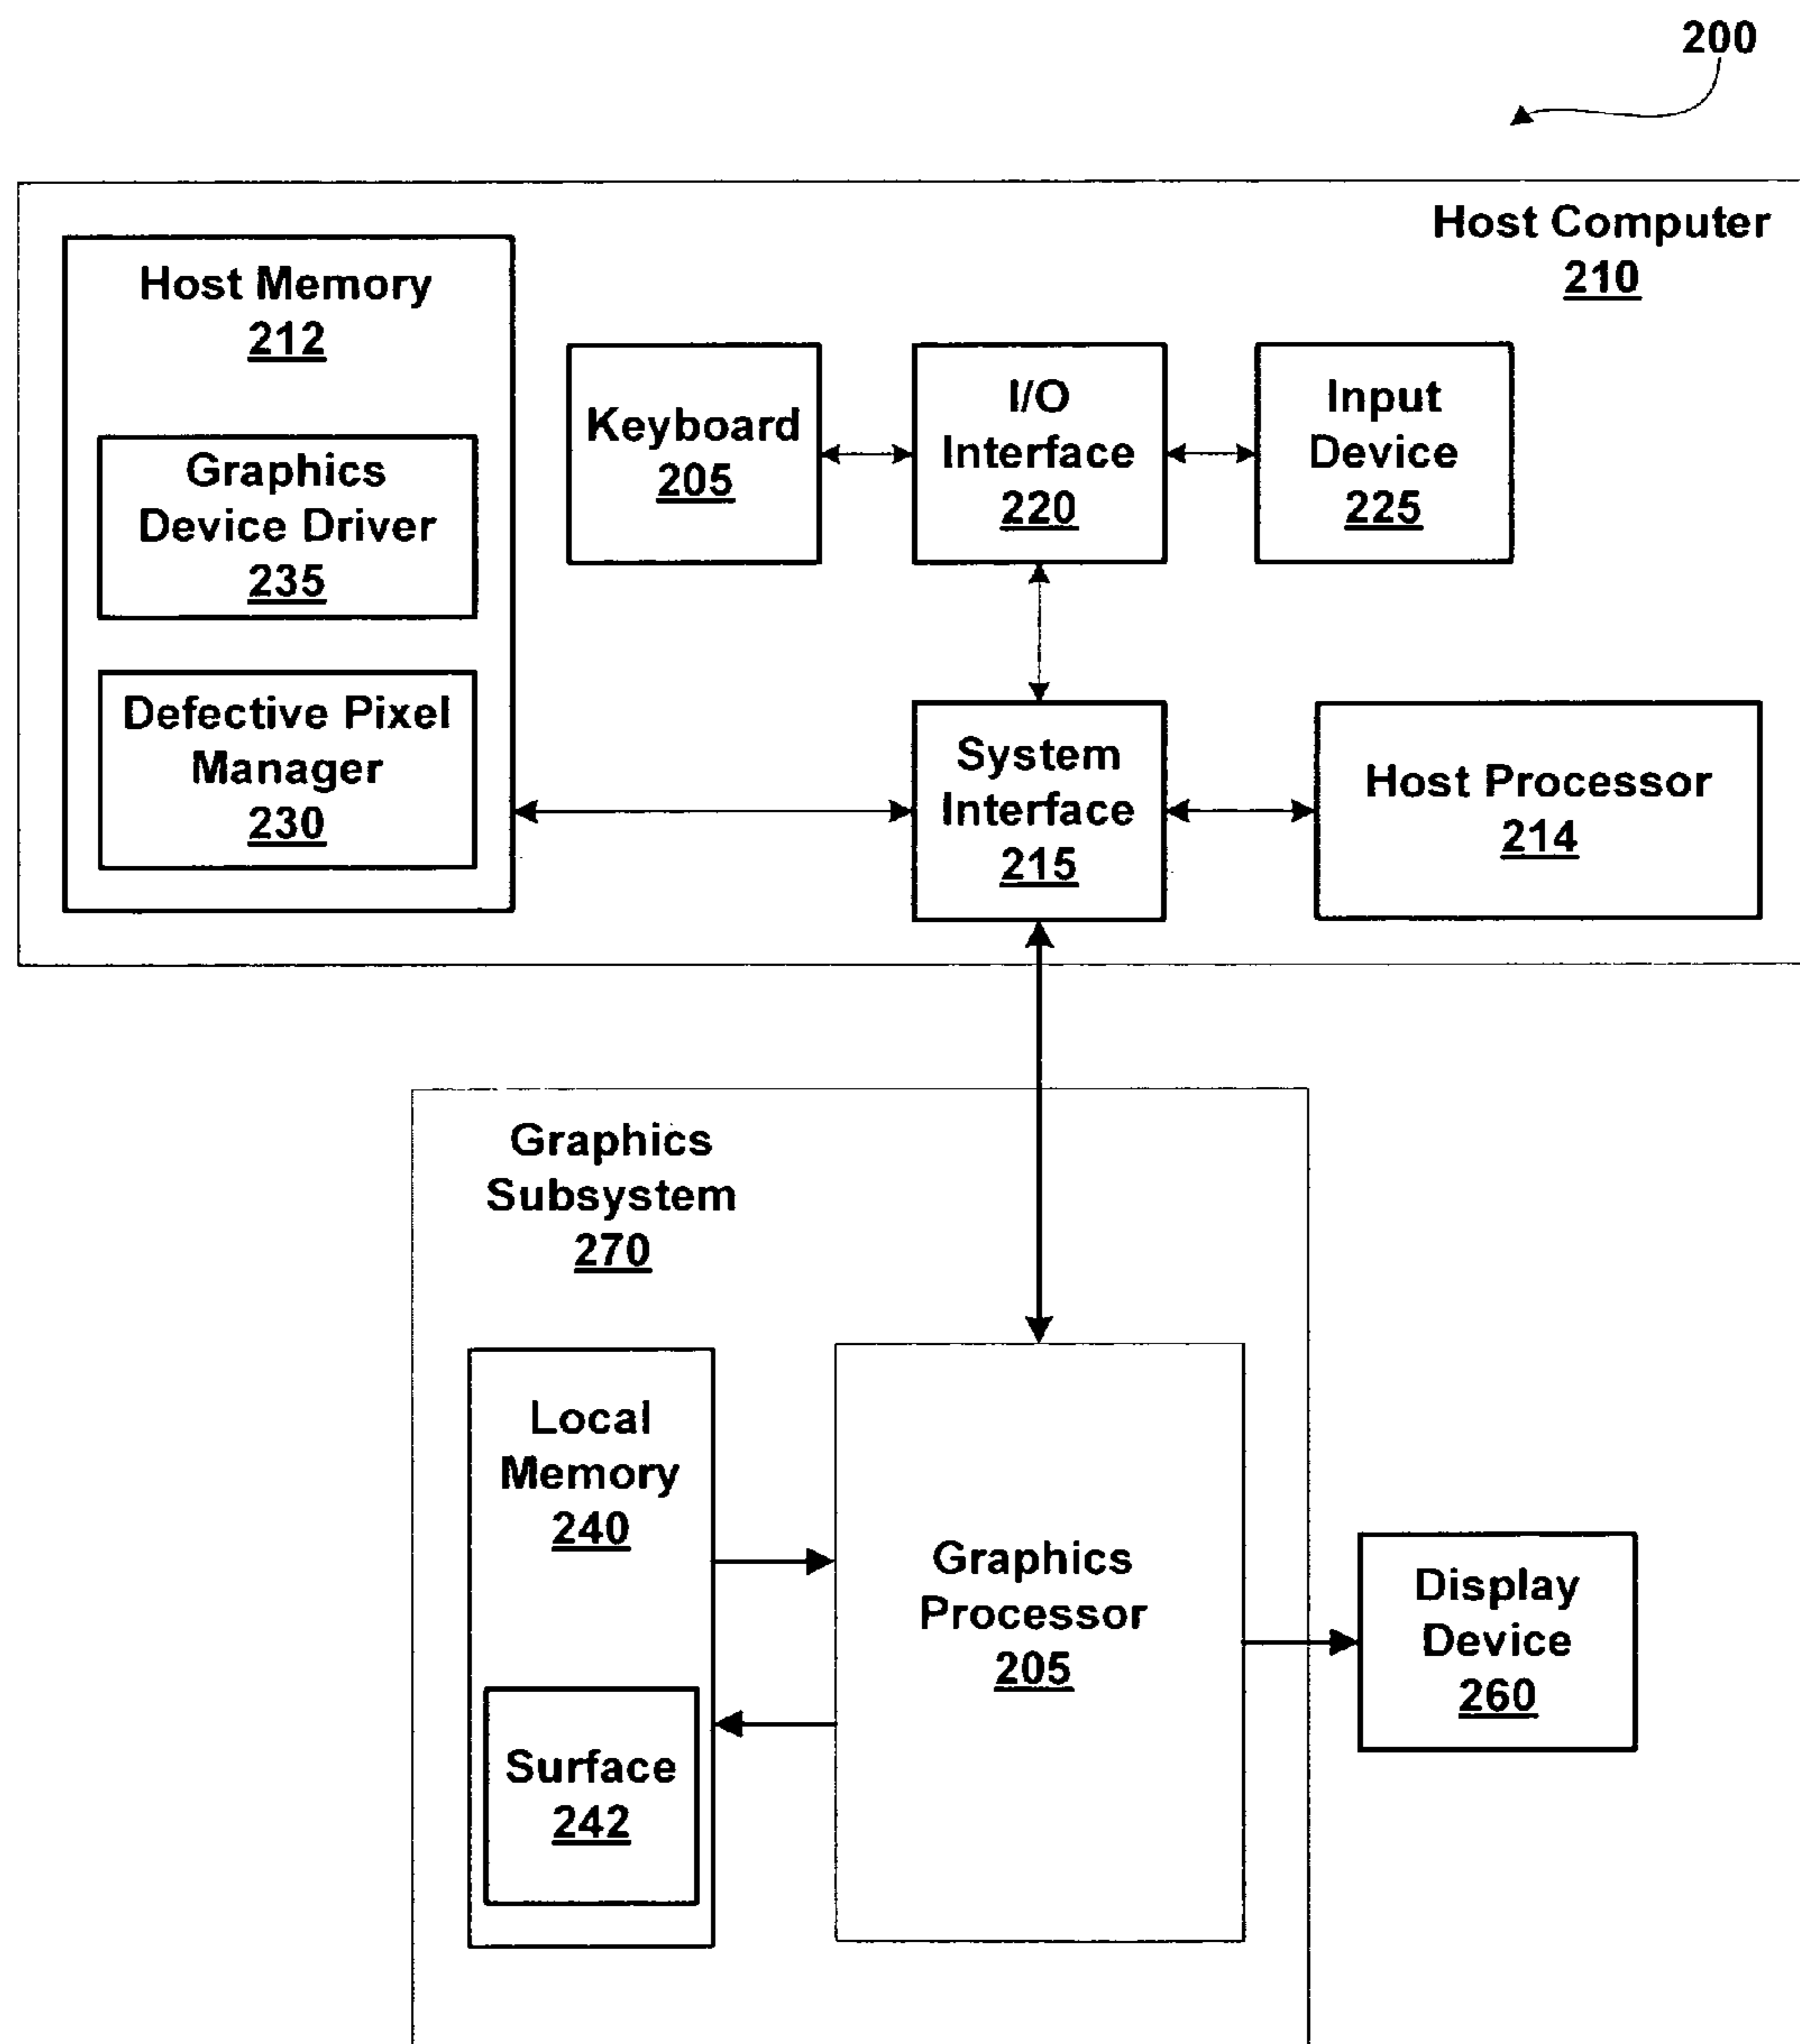 200
Host Computer
210
Host Memory
212
Graphics
Device Driver
235
Defective Pixel
Manager
230
Keyboard
205
I/O
Interface
220
Input
Device
225
System
Interface
215
Host Processor
214
Graphics
Subsystem
270
Local
Memory
240
Surface
242
Graphics
Processor
205
Display
Device
260